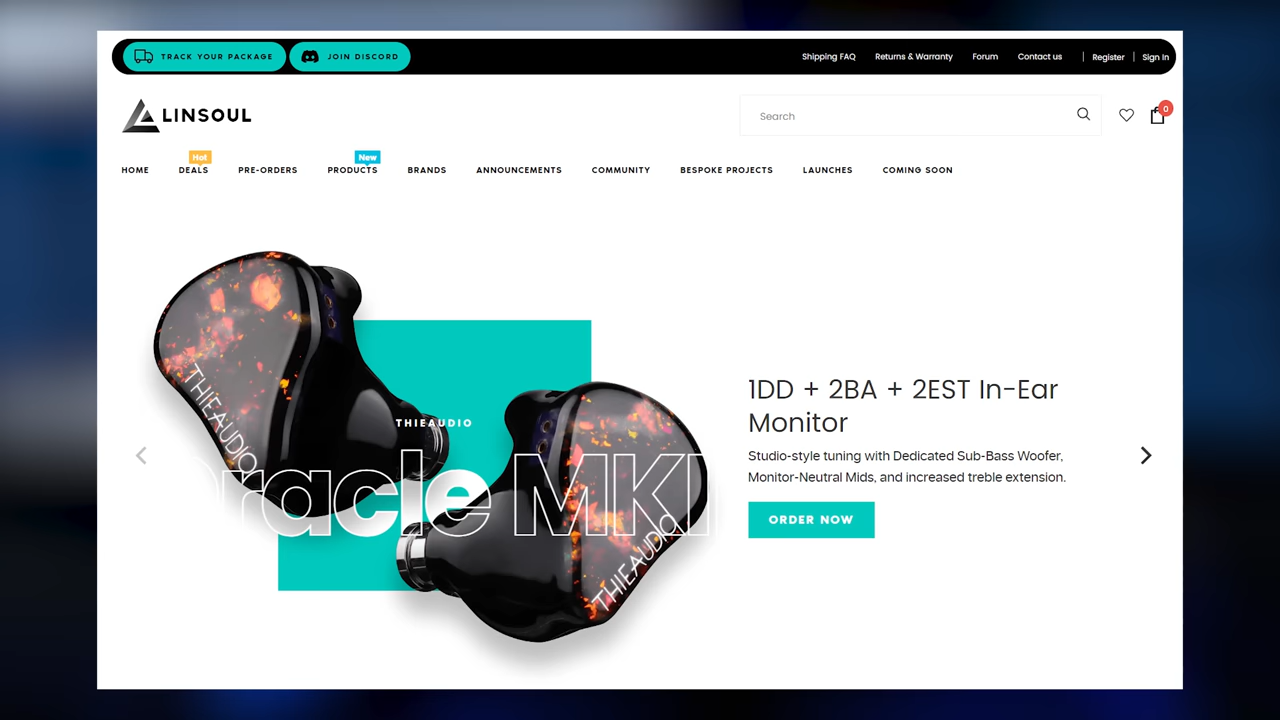 TRACK YOUR PACKAGE
JOIN DISCORD
Shipping FAQ
Returns & Warranty
Forum
Contact us
Register
Sign In
LINSOUL
Search
0
Hot
New
HOME
DEALS
PRE-ORDERS
PRODUCTS
BRANDS
ANNOUNCEMENTS
COMMUNITY
BESPOKE PROJECTS
LAUNCHES
COMING SOON
THIEAUDIO
THIEAUDIO
Oracle MKII
THIEAUDIO
1DD + 2BA + 2EST In-Ear
Monitor
Studio-style tuning with Dedicated Sub-Bass Woofer,
Monitor-Neutral Mids, and increased treble extension.
ORDER NOW